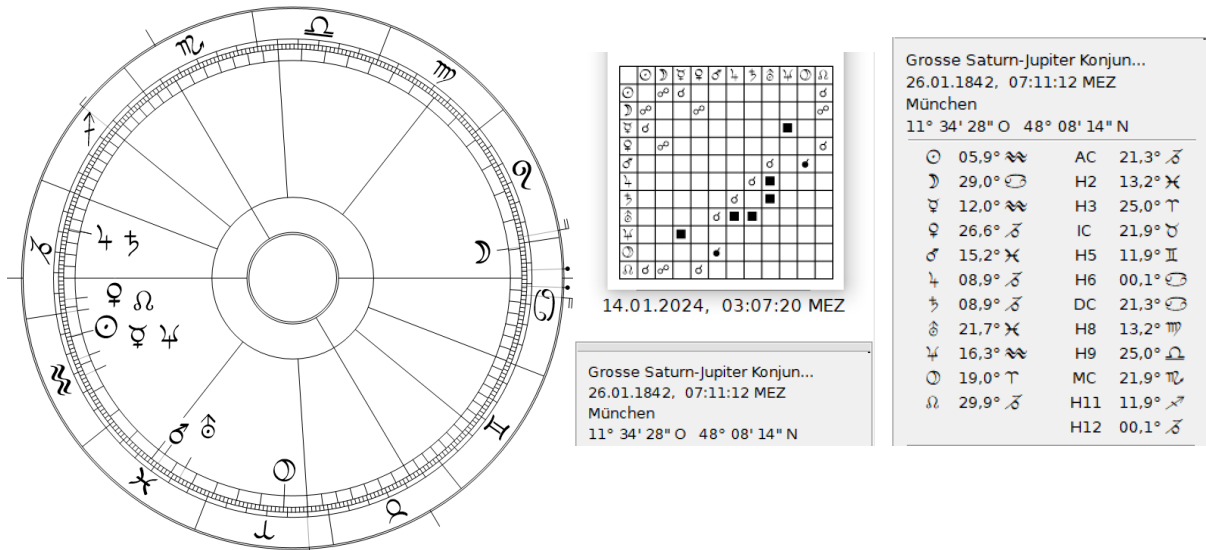 14.01.2024, 03:07:20 MEZ
Grosse Saturn-Jupiter Konjun...
26.01.1842, 07:11:12 MEZ
München
11° 34' 28" O 48° 08' 14" N
Grosse Saturn-Jupiter Konjun...
26.01.1842, 07:11:12 MEZ
München
11° 34' 28" O 48° 08' 14" N
☉ 05,9° ♒ AC 21,3° ♑
☽ 29,0° ♋ H2 13,2° ♓
☿ 12,0° ♒ H3 25,0° ♈
♀ 26,6° ♑ IC 21,9° ♉
♂ 15,2° ♓ H5 11,9° ♊
♃ 08,9° ♑ H6 00,1° ♋
♄ 08,9° ♑ DC 21,3° ♋
⛢ 21,7° ♓ H8 13,2° ♍
♆ 16,3° ♒ H9 25,0° ♎
19,0° ♈ MC 21,9° ♏
☊ 29,9° ♑ H11 11,9° ♐
H12 00,1° ♑